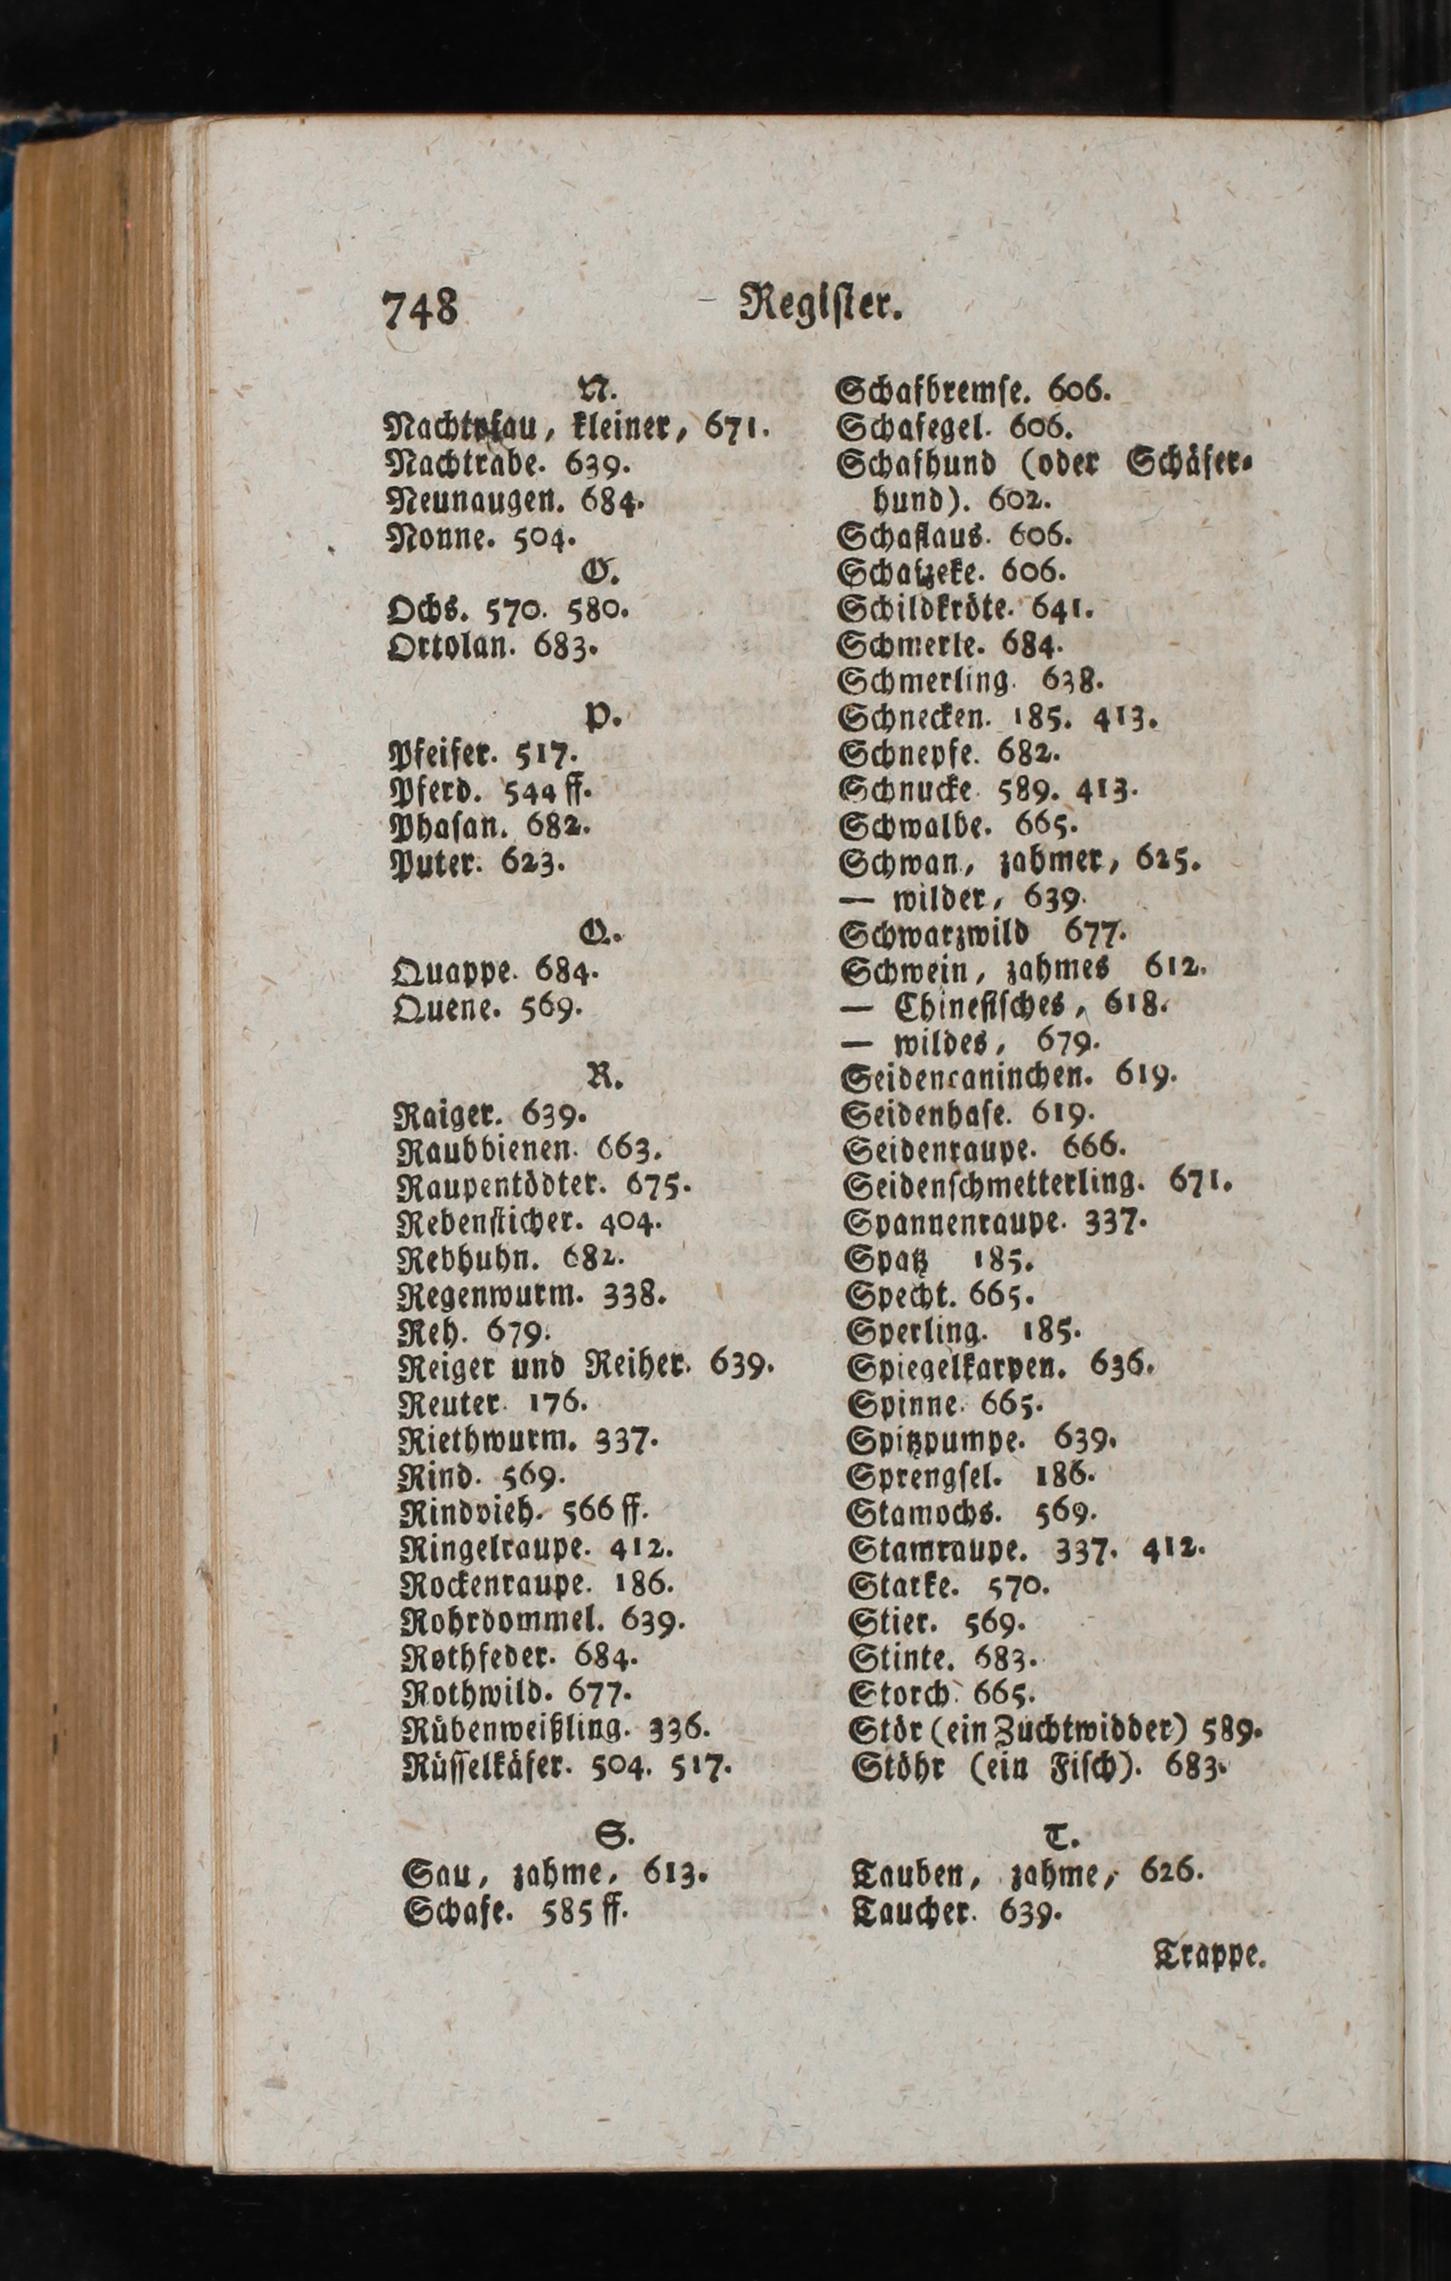 748
Register.
N.
Nachtpfau, kleiner, 671.
Nachtrabe. 639.
Neunaugen. 684.
Nonne. 504.
O.
Ochs. 570. 580.
Ortolan. 683.
P.
Pfeifer. 517.
Pferd. 544 ff.
Phaſan. 682.
Puter. 623.
Q.
Quappe. 684.
Quene. 569.
R.
Raiger. 639.
Raubbienen. 663.
Raupentödter. 675.
Rebenſticher. 404.
Rebhuhn. 682.
Regenwurm. 338.
Reh. 679.
Reiger und Reiher. 639.
Reuter. 176.
Riethwurm. 337.
Rind. 569.
Rindvieh. 566 ff.
Ringelraupe. 412.
Rockenraupe. 186.
Rohrdommel. 639.
Rothfeder. 684.
Rothwild. 677.
Rübenweißling. 336.
Rüſſelkäfer. 504. 517.
S.
Sau, zahme, 613.
Schafe. 585 ff.
Schafbremſe. 606.
Schafegel. 606.
Schafhund (oder Schäfer-
hund). 602.
Schaflaus. 606.
Schafzeke. 606.
Schildkröte. 641.
Schmerle. 684.
Schmerling. 638.
Schnecken. 185. 413.
Schnepfe. 682.
Schnucke 589. 413.
Schwalbe. 665.
Schwan, zahmer, 625.
— wilder, 639.
Schwarzwild 677.
Schwein, zahmes 612.
— Chineſiſches, 618.
— wildes, 679.
Seidencaninchen. 619.
Seidenhaſe. 619.
Seidenraupe. 666.
Seidenſchmetterling. 671.
Spannenraupe. 337.
Spatz 185.
Specht. 665.
Sperling. 185.
Spiegelkarpen. 636.
Spinne. 665.
Spitzpumpe. 639.
Sprengſel. 186.
Stamochs. 569.
Stamraupe. 337. 412.
Starke. 570.
Stier. 569.
Stinte. 683.
Storch. 665.
Stör (ein Zuchtwidder) 589.
Stöhr (ein Fiſch). 683.
T.
Tauben, zahme, 626.
Taucher. 639.
Trappe.